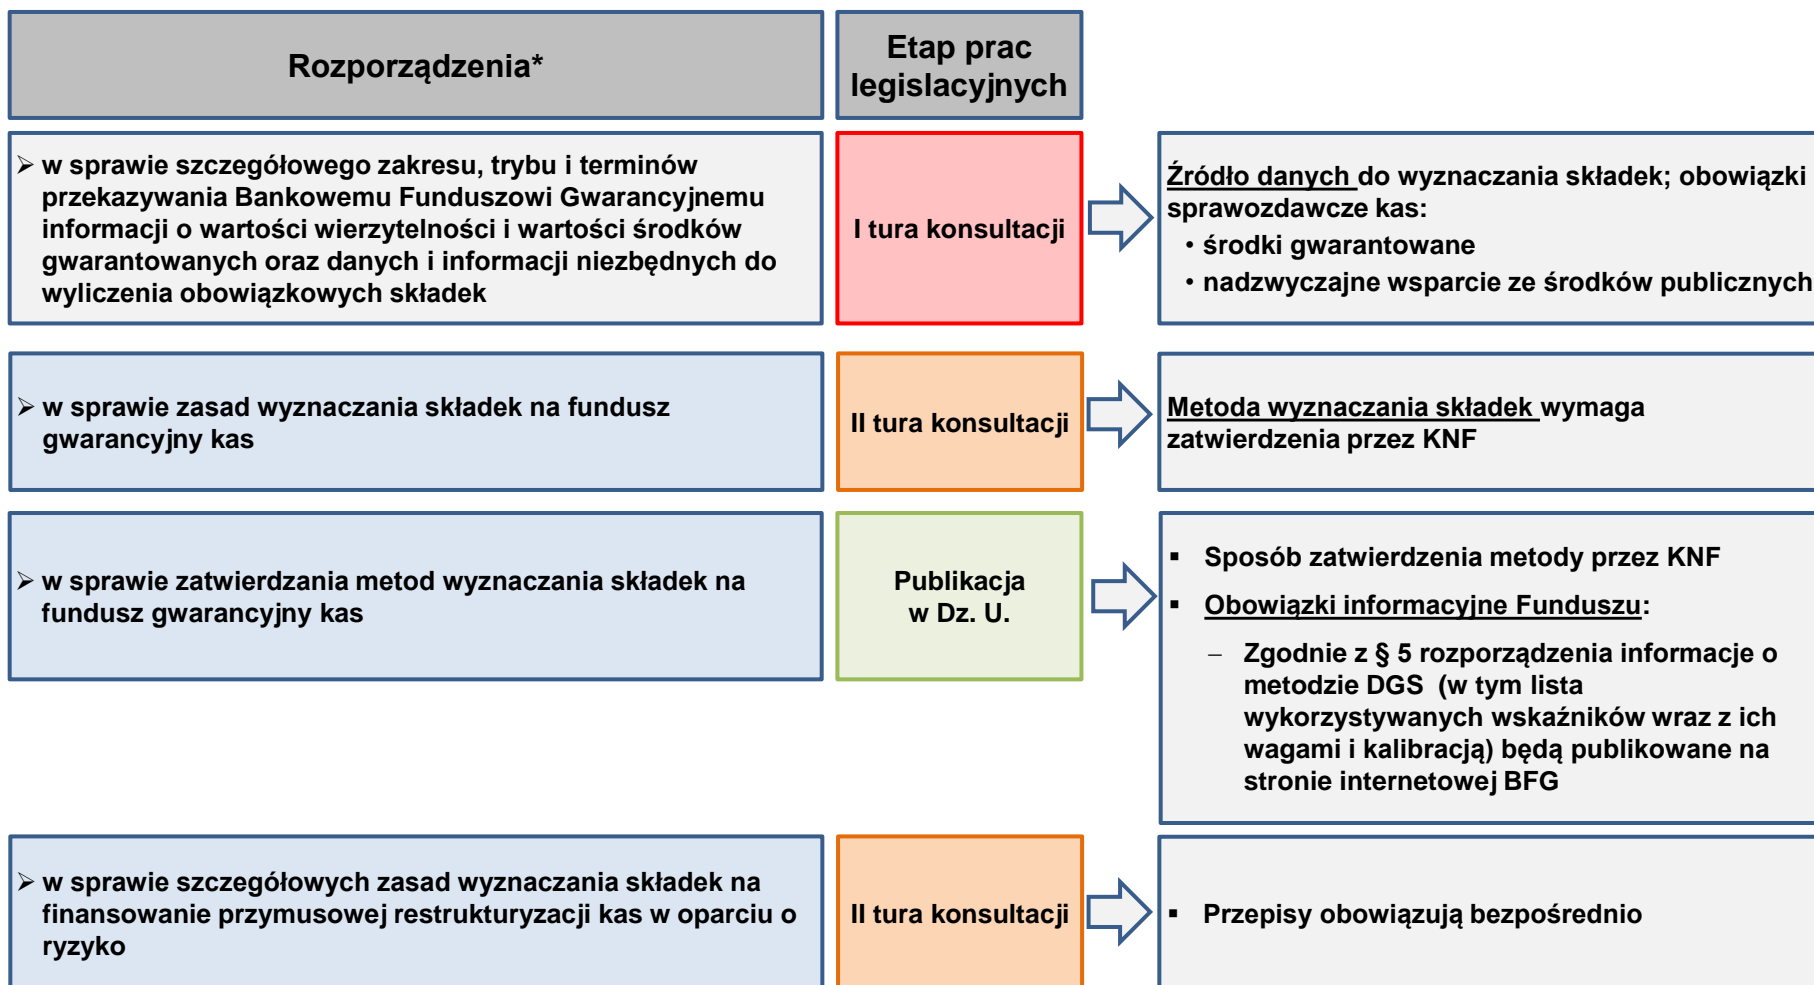 Rozporządzenia*
Etap prac
legislacyjnych
➢ w sprawie szczegółowego zakresu, trybu i terminów
przekazywania Bankowemu Funduszowi Gwarancyjnemu
informacji o wartości wierzytelności i wartości środków
gwarantowanych oraz danych i informacji niezbędnych do
wyliczenia obowiązkowych składek
I tura konsultacji
Źródło danych do wyznaczania składek; obowiązki
sprawozdawcze kas:
• środki gwarantowane
• nadzwyczajne wsparcie ze środków publicznych
➢ w sprawie zasad wyznaczania składek na fundusz
gwarancyjny kas
II tura konsultacji
Metoda wyznaczania składek wymaga
zatwierdzenia przez KNF
➢ w sprawie zatwierdzania metod wyznaczania składek na
fundusz gwarancyjny kas
Publikacja
w Dz. U.
▪ Sposób zatwierdzenia metody przez KNF
▪ Obowiązki informacyjne Funduszu:
– Zgodnie z § 5 rozporządzenia informacje o
metodzie DGS (w tym lista
wykorzystywanych wskaźników wraz z ich
wagami i kalibracją) będą publikowane na
stronie internetowej BFG
➢ w sprawie szczegółowych zasad wyznaczania składek na
finansowanie przymusowej restrukturyzacji kas w oparciu o
ryzyko
II tura konsultacji
▪ Przepisy obowiązują bezpośrednio